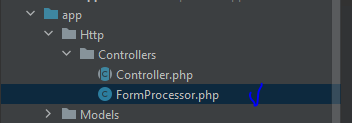 app
Http
Controllers
Controller.php
FormProcessor.php
Models